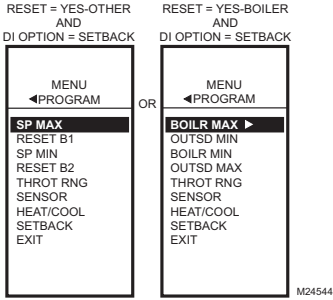 RESET = YES-OTHER
AND
DI OPTION = SETBACK
MENU
◄PROGRAM
SP MAX
RESET B1
SP MIN
RESET B2
THROT RNG
SENSOR
HEAT/COOL
SETBACK
EXIT
OR
RESET = YES-BOILER
AND
DI OPTION = SETBACK
MENU
◄PROGRAM
BOILR MAX ►
OUTSD MIN
BOILR MIN
OUTSD MAX
THROT RNG
SENSOR
HEAT/COOL
SETBACK
EXIT
M24544